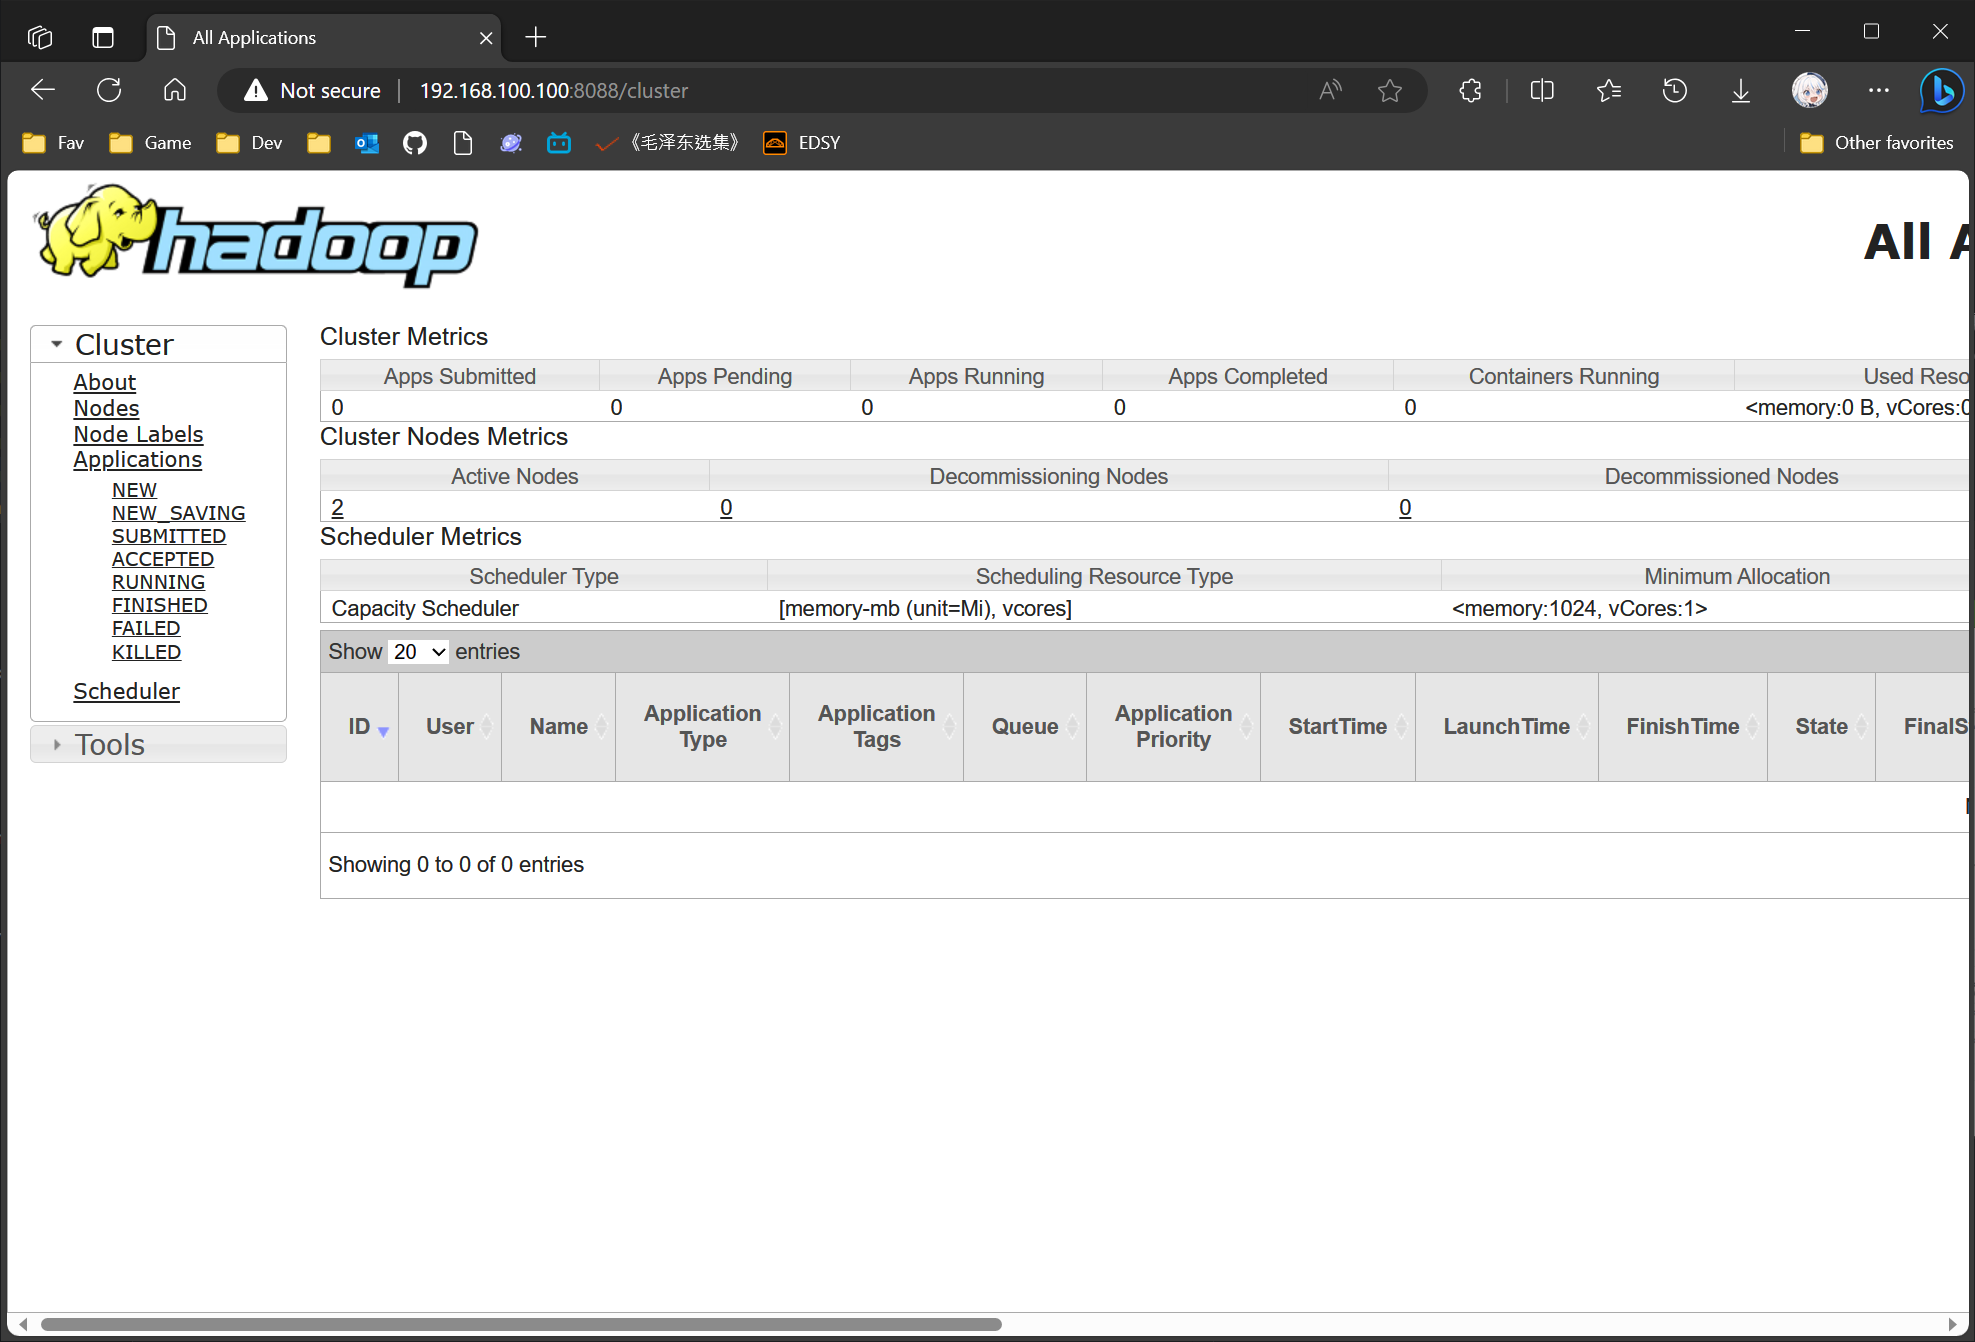 All Applications
Not secure
192.168.100.100:8088/cluster
Fav
Game
Dev
《毛泽东选集》
EDSY
Other favorites
hadoop
All A
Cluster
About
Nodes
Node Labels
Applications
NEW
NEW_SAVING
SUBMITTED
ACCEPTED
RUNNING
FINISHED
FAILED
KILLED
Scheduler
Tools
Cluster Metrics
Apps Submitted Apps Pending Apps Running Apps Completed Containers Running Used Reso
0 0 0 0 0 <memory:0 B, vCores:0
Cluster Nodes Metrics
Active Nodes Decommissioning Nodes Decommissioned Nodes
2 0 0
Scheduler Metrics
Scheduler Type Scheduling Resource Type Minimum Allocation
Capacity Scheduler [memory-mb (unit=Mi), vcores] <memory:1024, vCores:1>
Show 20 entries
ID User Name Application Type Application Tags Queue Application Priority StartTime LaunchTime FinishTime State FinalS
Showing 0 to 0 of 0 entries